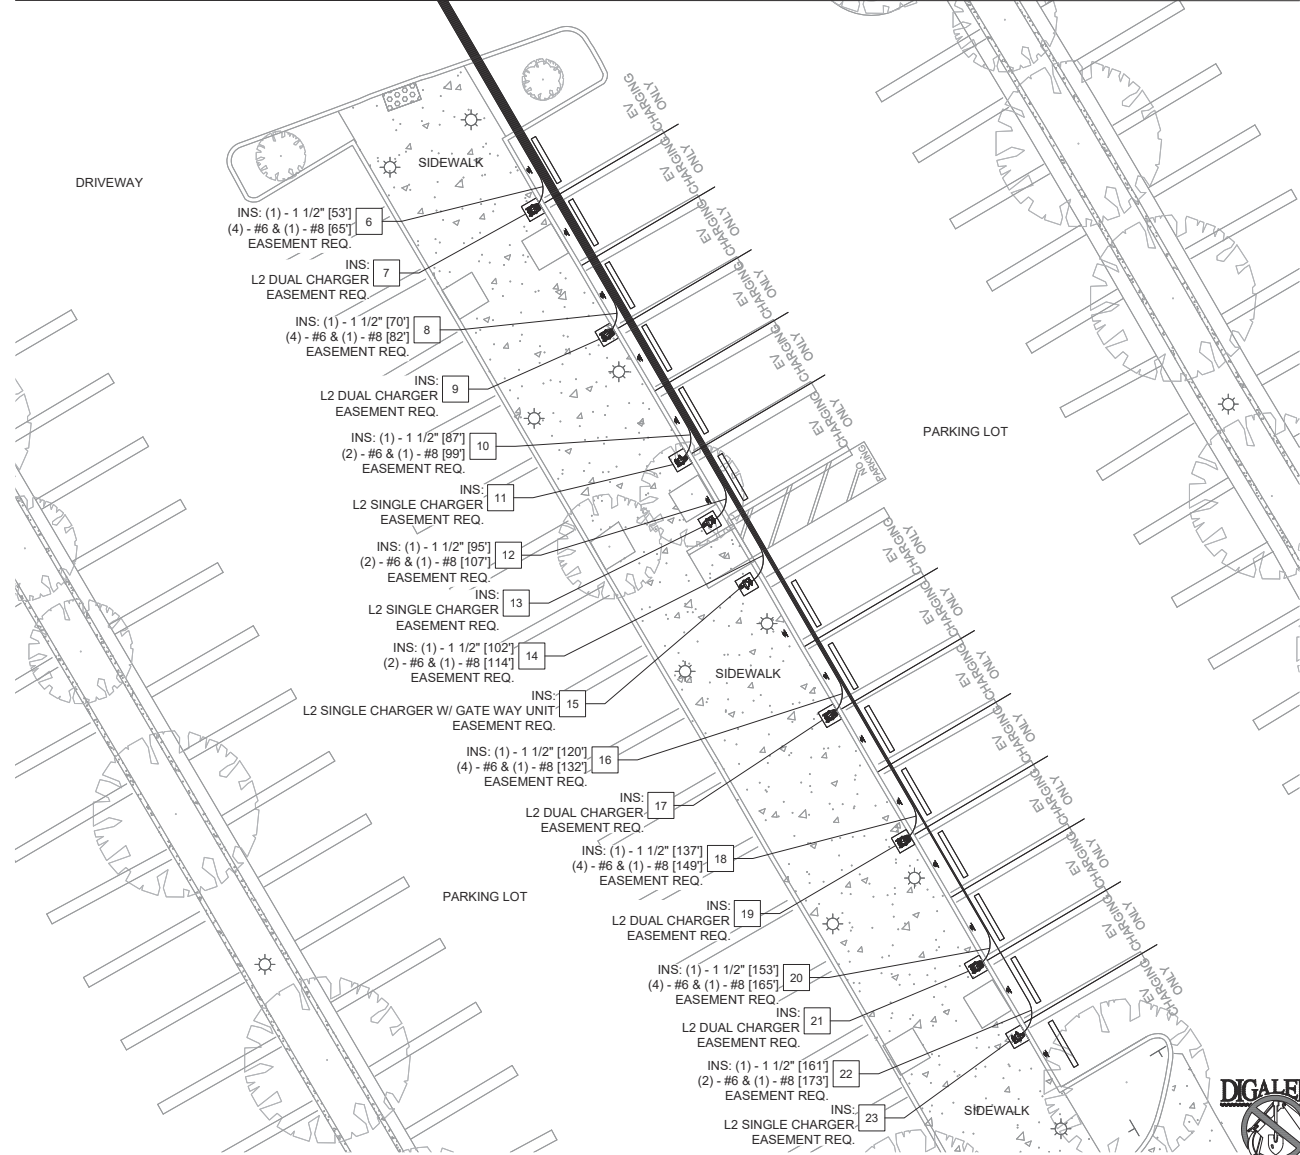 DRIVEWAY
SIDEWALK
INS: (1) - 1 1/2" [53']
(4) - #6 & (1) - #8 [65']
EASEMENT REQ.
6
INS:
L2 DUAL CHARGER
EASEMENT REQ.
7
INS: (1) - 1 1/2" [70']
(4) - #6 & (1) - #8 [82']
EASEMENT REQ.
8
INS:
L2 DUAL CHARGER
EASEMENT REQ.
9
INS: (1) - 1 1/2" [87']
(2) - #6 & (1) - #8 [99']
EASEMENT REQ.
10
INS:
L2 SINGLE CHARGER
EASEMENT REQ.
11
INS: (1) - 1 1/2" [95']
(2) - #6 & (1) - #8 [107']
EASEMENT REQ.
12
INS:
L2 SINGLE CHARGER
EASEMENT REQ.
13
INS: (1) - 1 1/2" [102']
(2) - #6 & (1) - #8 [114']
EASEMENT REQ.
14
INS:
L2 SINGLE CHARGER W/ GATE WAY UNIT
EASEMENT REQ.
15
INS: (1) - 1 1/2" [120']
(4) - #6 & (1) - #8 [132']
EASEMENT REQ.
16
INS:
L2 DUAL CHARGER
EASEMENT REQ.
17
INS: (1) - 1 1/2" [137']
(4) - #6 & (1) - #8 [149']
EASEMENT REQ.
18
INS:
L2 DUAL CHARGER
EASEMENT REQ.
19
INS: (1) - 1 1/2" [153']
(4) - #6 & (1) - #8 [165']
EASEMENT REQ.
20
INS:
L2 DUAL CHARGER
EASEMENT REQ.
21
INS: (1) - 1 1/2" [161']
(2) - #6 & (1) - #8 [173']
EASEMENT REQ.
22
INS:
L2 SINGLE CHARGER
EASEMENT REQ.
23
EV
CHARGING
ONLY
EV
CHARGING
ONLY
EV
CHARGING
ONLY
EV
CHARGING
ONLY
EV
CHARGING
ONLY
EV
CHARGING
ONLY
NO
PARKING
EV
CHARGING
ONLY
EV
CHARGING
ONLY
EV
CHARGING
ONLY
EV
CHARGING
ONLY
EV
CHARGING
ONLY
EV
CHARGING
ONLY
EV
CHARGING
ONLY
EV
CHARGING
ONLY
PARKING LOT
SIDEWALK
PARKING LOT
SIDEWALK